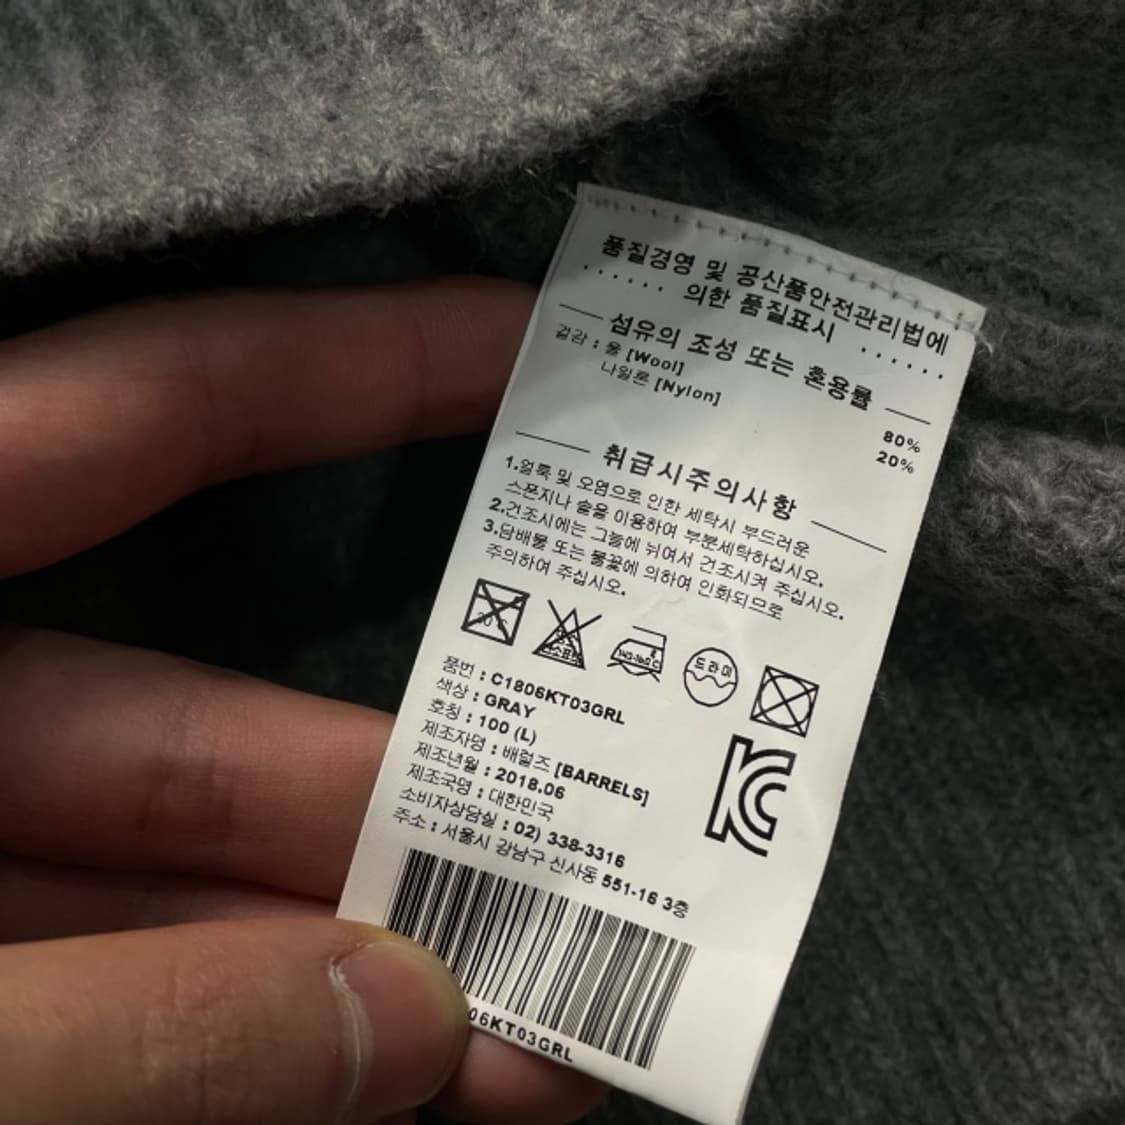 품질경영 및 공산품안전관리법에
의한 품질표시
섬유의 조성 또는 혼용률
겉감 : 울 [Wool] 80%
나일론 [Nylon] 20%
취급시주의사항
1.얼룩 및 오염으로 인한 세탁시 부드러운
스폰지나 솔을 이용하여 부분세탁하십시오.
2.건조시에는 그늘에 뉘여서 건조시켜 주십시오.
3.담배불 또는 불꽃에 의하여 인화되므로
주의하여 주십시오.
드라이
품번 : C1806KT03GRL
색상 : GRAY
호칭 : 100 (L)
제조자명 : 배럴즈 [BARRELS]
제조년월 : 2018.06
제조국명 : 대한민국
소비자상담실 : 02) 338-3316
주소 : 서울시 강남구 신사동 551-16 3층
06KT03GRL